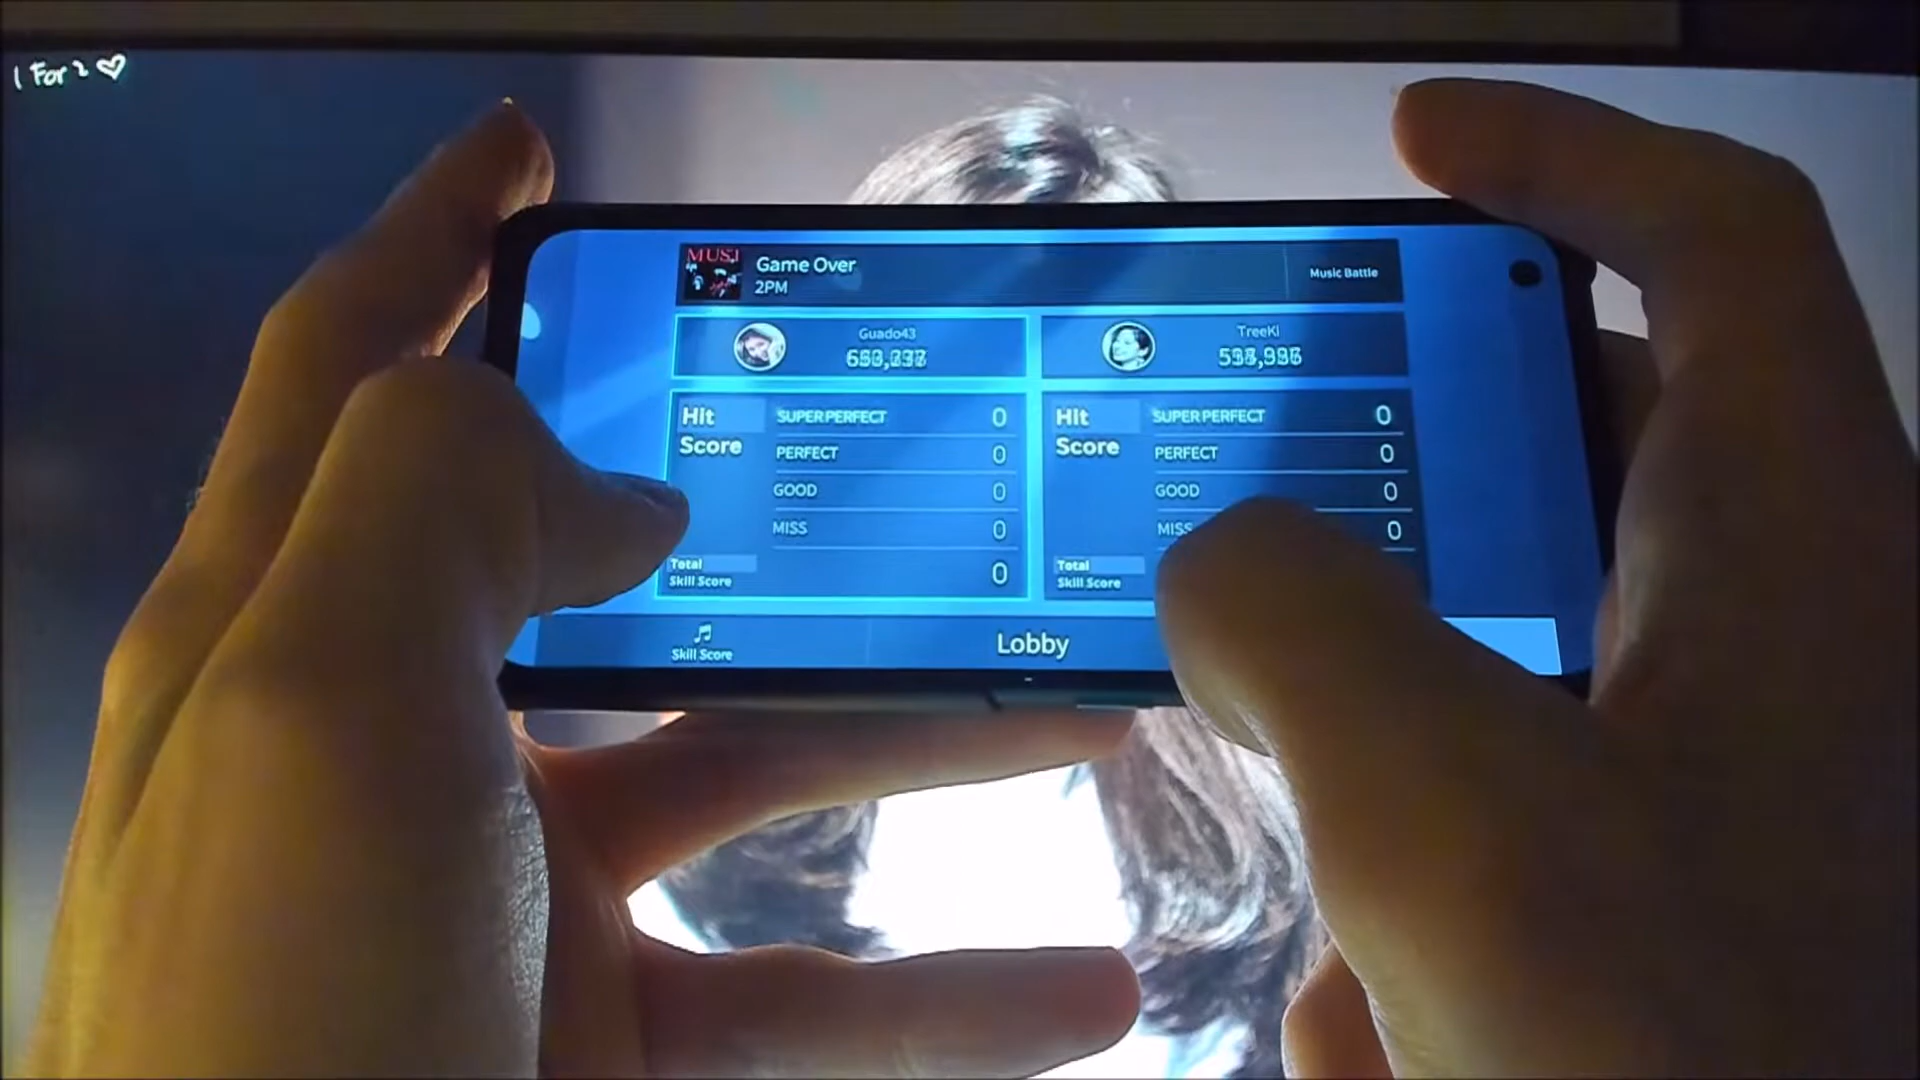 1 For 2 ♡
MUSI
Game Over
2PM
Music Battle
Guado43
TreeKi
Hit
Score
SUPER PERFECT 0
PERFECT 0
GOOD 0
MISS 0
Total
Skill Score 0
Hit
Score
SUPER PERFECT 0
PERFECT 0
GOOD 0
MISS 0
Total
Skill Score
Skill Score
Lobby